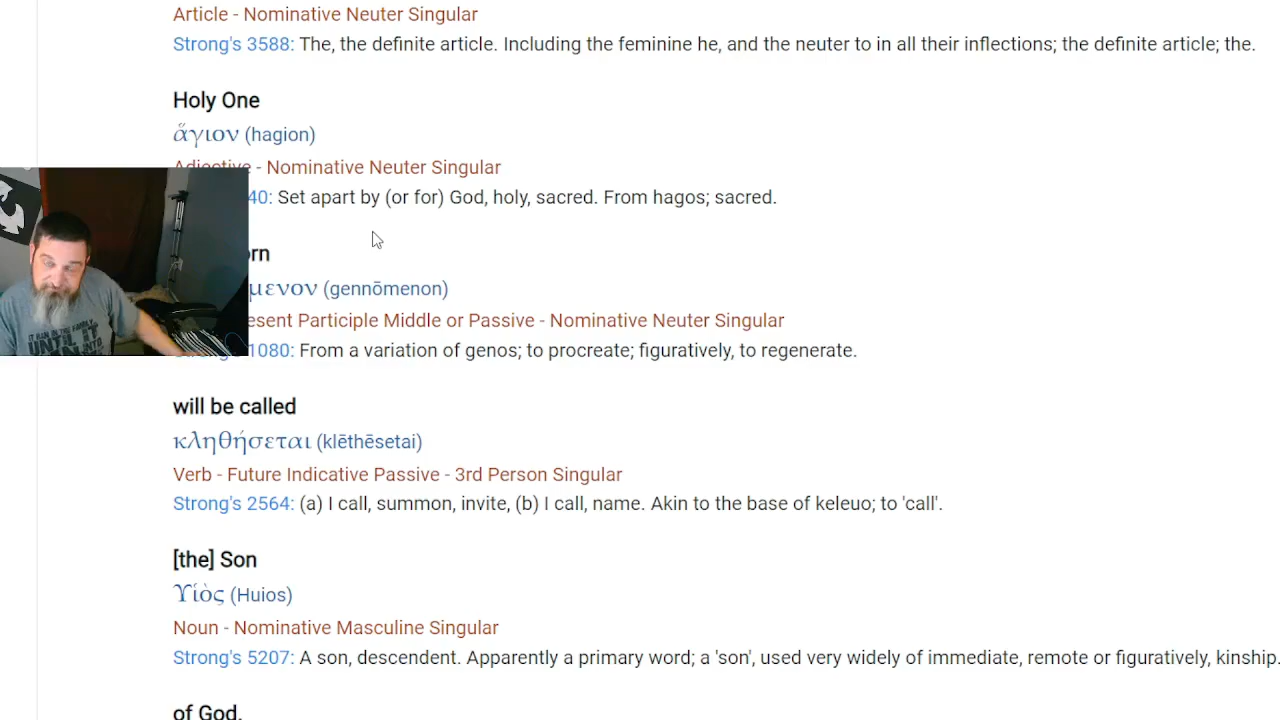 Article - Nominative Neuter Singular
Strong's 3588: The, the definite article. Including the feminine he, and the neuter to in all their inflections; the definite article; the.
Holy One
ἅγιον (hagion)
Adjective - Nominative Neuter Singular
40: Set apart by (or for) God, holy, sacred. From hagos; sacred.
orn
μενον (gennōmenon)
esent Participle Middle or Passive - Nominative Neuter Singular
1080: From a variation of genos; to procreate; figuratively, to regenerate.
UNTIL IT
will be called
κληθήσεται (klēthēsetai)
Verb - Future Indicative Passive - 3rd Person Singular
Strong's 2564: (a) I call, summon, invite, (b) I call, name. Akin to the base of keleuo; to 'call'.
[the] Son
Υἱὸς (Huios)
Noun - Nominative Masculine Singular
Strong's 5207: A son, descendent. Apparently a primary word; a 'son', used very widely of immediate, remote or figuratively, kinship.
of God.